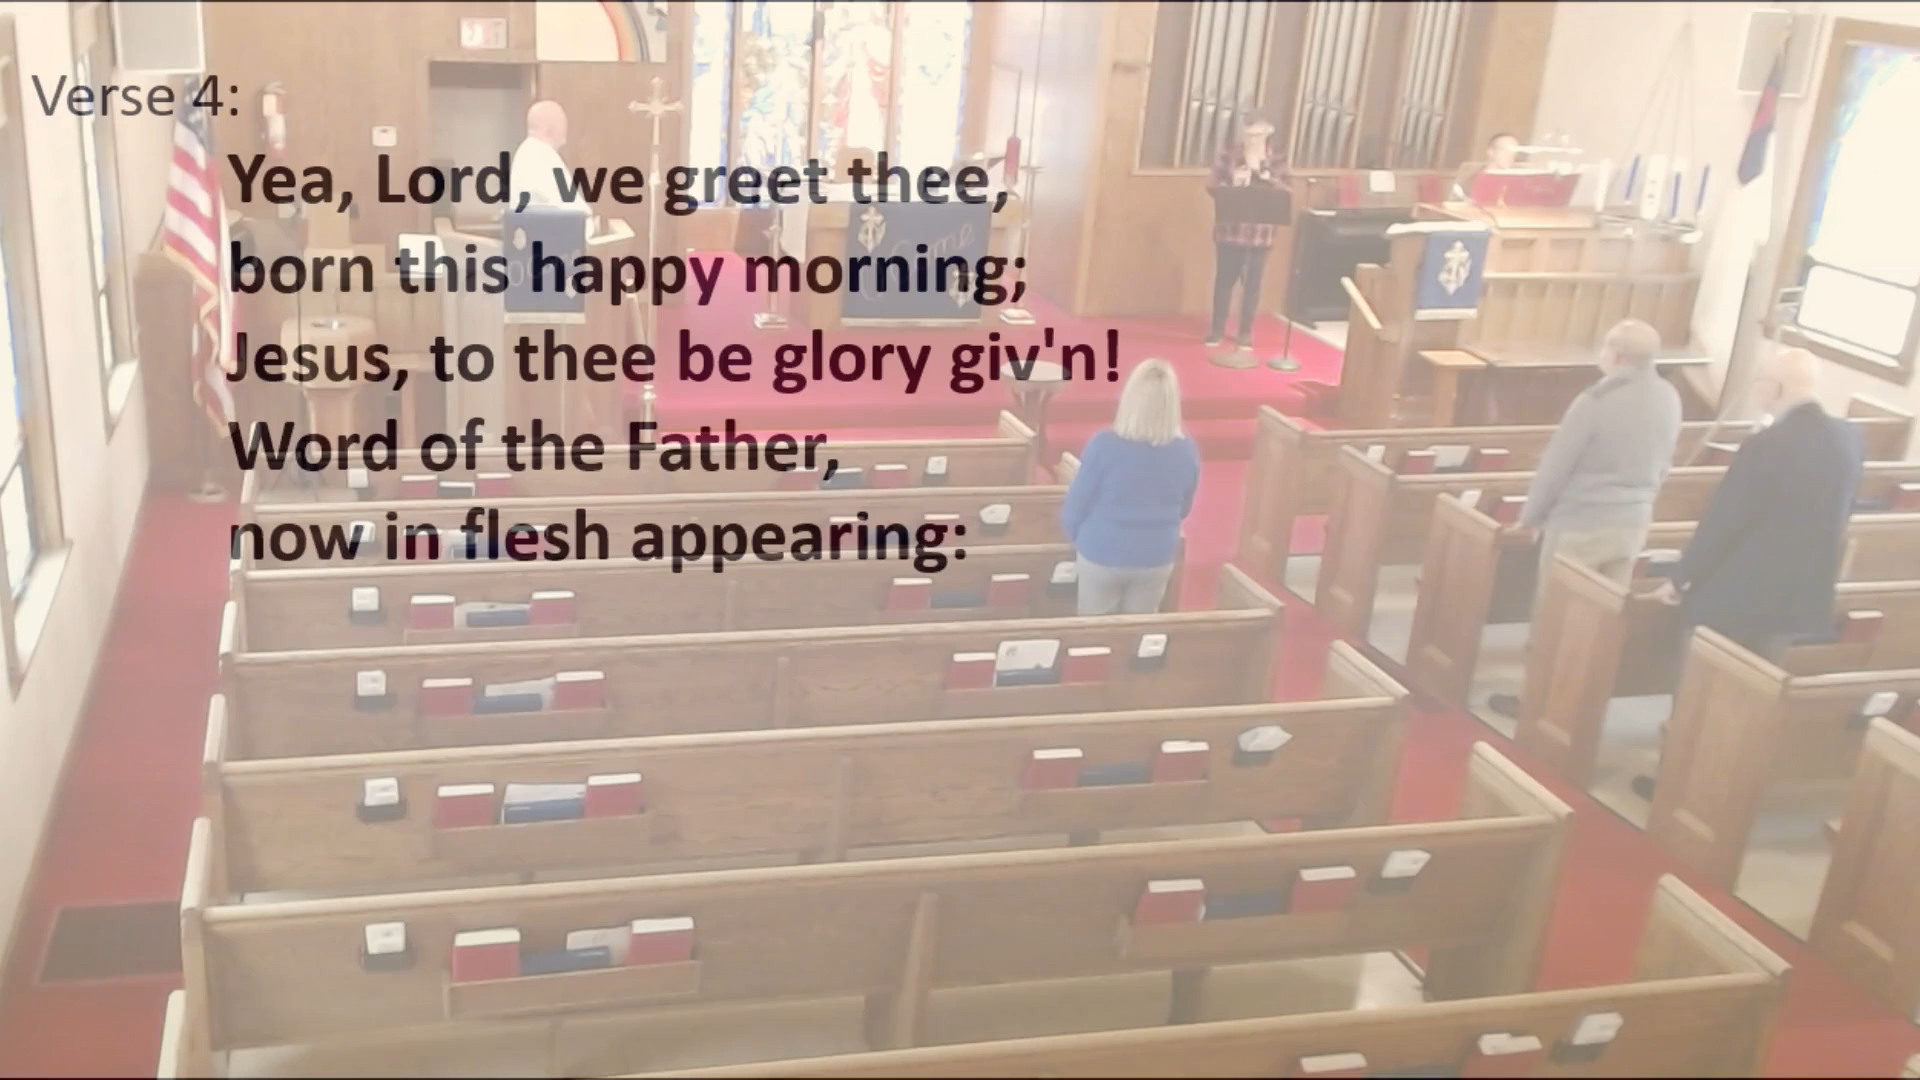 Verse 4:
Yea, Lord, we greet thee,
born this happy morning;
Jesus, to thee be glory giv'n!
Word of the Father,
now in flesh appearing: